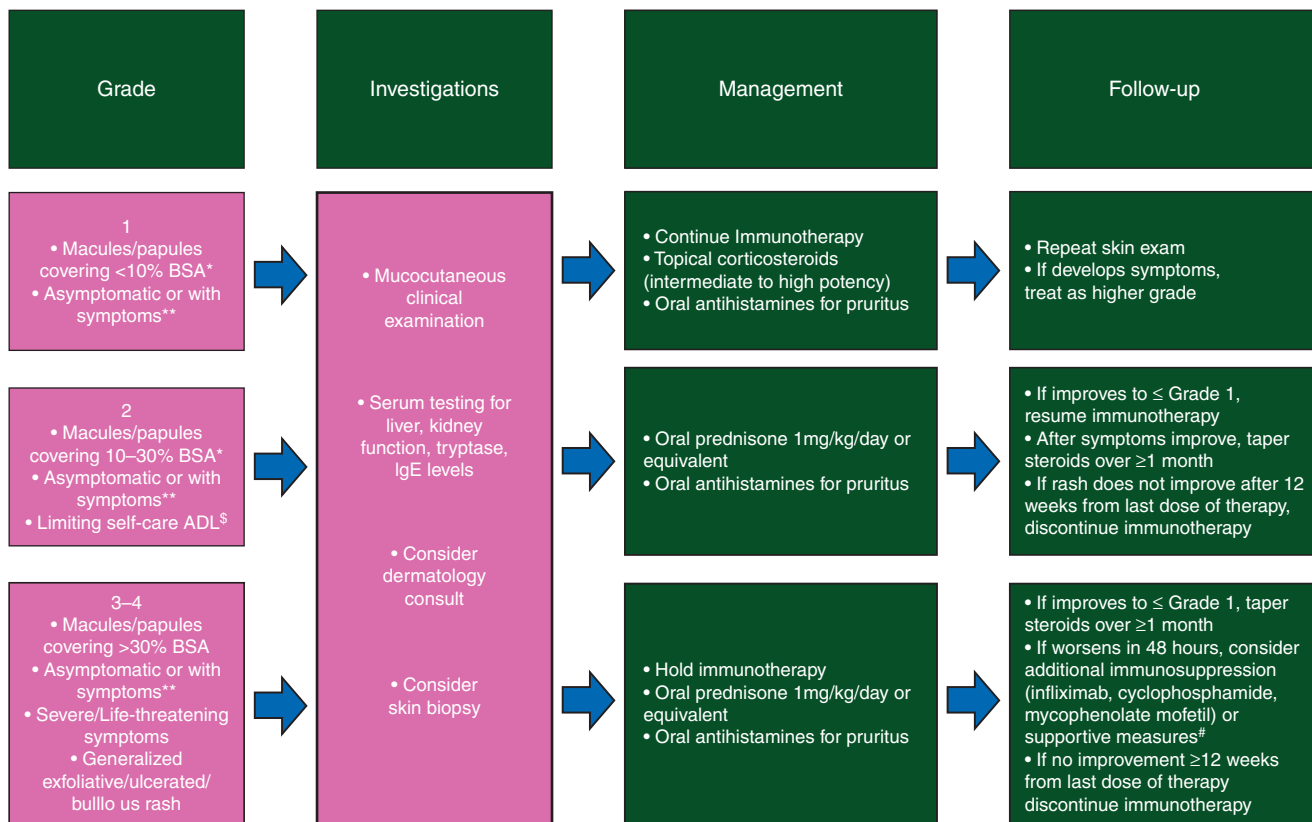 Grade
Investigations
Management
Follow-up
1
• Macules/papules
covering <10% BSA*
• Asymptomatic or with
symptoms**
• Mucocutaneous
clinical
examination
• Serum testing for
liver, kidney
function, tryptase,
IgE levels
• Consider
dermatology
consult
• Consider
skin biopsy
• Continue Immunotherapy
• Topical corticosteroids
(intermediate to high potency)
• Oral antihistamines for pruritus
• Repeat skin exam
• If develops symptoms,
treat as higher grade
2
• Macules/papules
covering 10–30% BSA*
• Asymptomatic or with
symptoms**
• Limiting self-care ADL$
• Oral prednisone 1mg/kg/day or
equivalent
• Oral antihistamines for pruritus
• If improves to ≤ Grade 1,
resume immunotherapy
• After symptoms improve, taper
steroids over ≥1 month
• If rash does not improve after 12
weeks from last dose of therapy,
discontinue immunotherapy
3–4
• Macules/papules
covering >30% BSA
• Asymptomatic or with
symptoms**
• Severe/Life-threatening
symptoms
• Generalized
exfoliative/ulcerated/
bulllo us rash
• Hold immunotherapy
• Oral prednisone 1mg/kg/day or
equivalent
• Oral antihistamines for pruritus
• If improves to ≤ Grade 1, taper
steroids over ≥1 month
• If worsens in 48 hours, consider
additional immunosuppression
(infliximab, cyclophosphamide,
mycophenolate mofetil) or
supportive measures#
• If no improvement ≥12 weeks
from last dose of therapy
discontinue immunotherapy